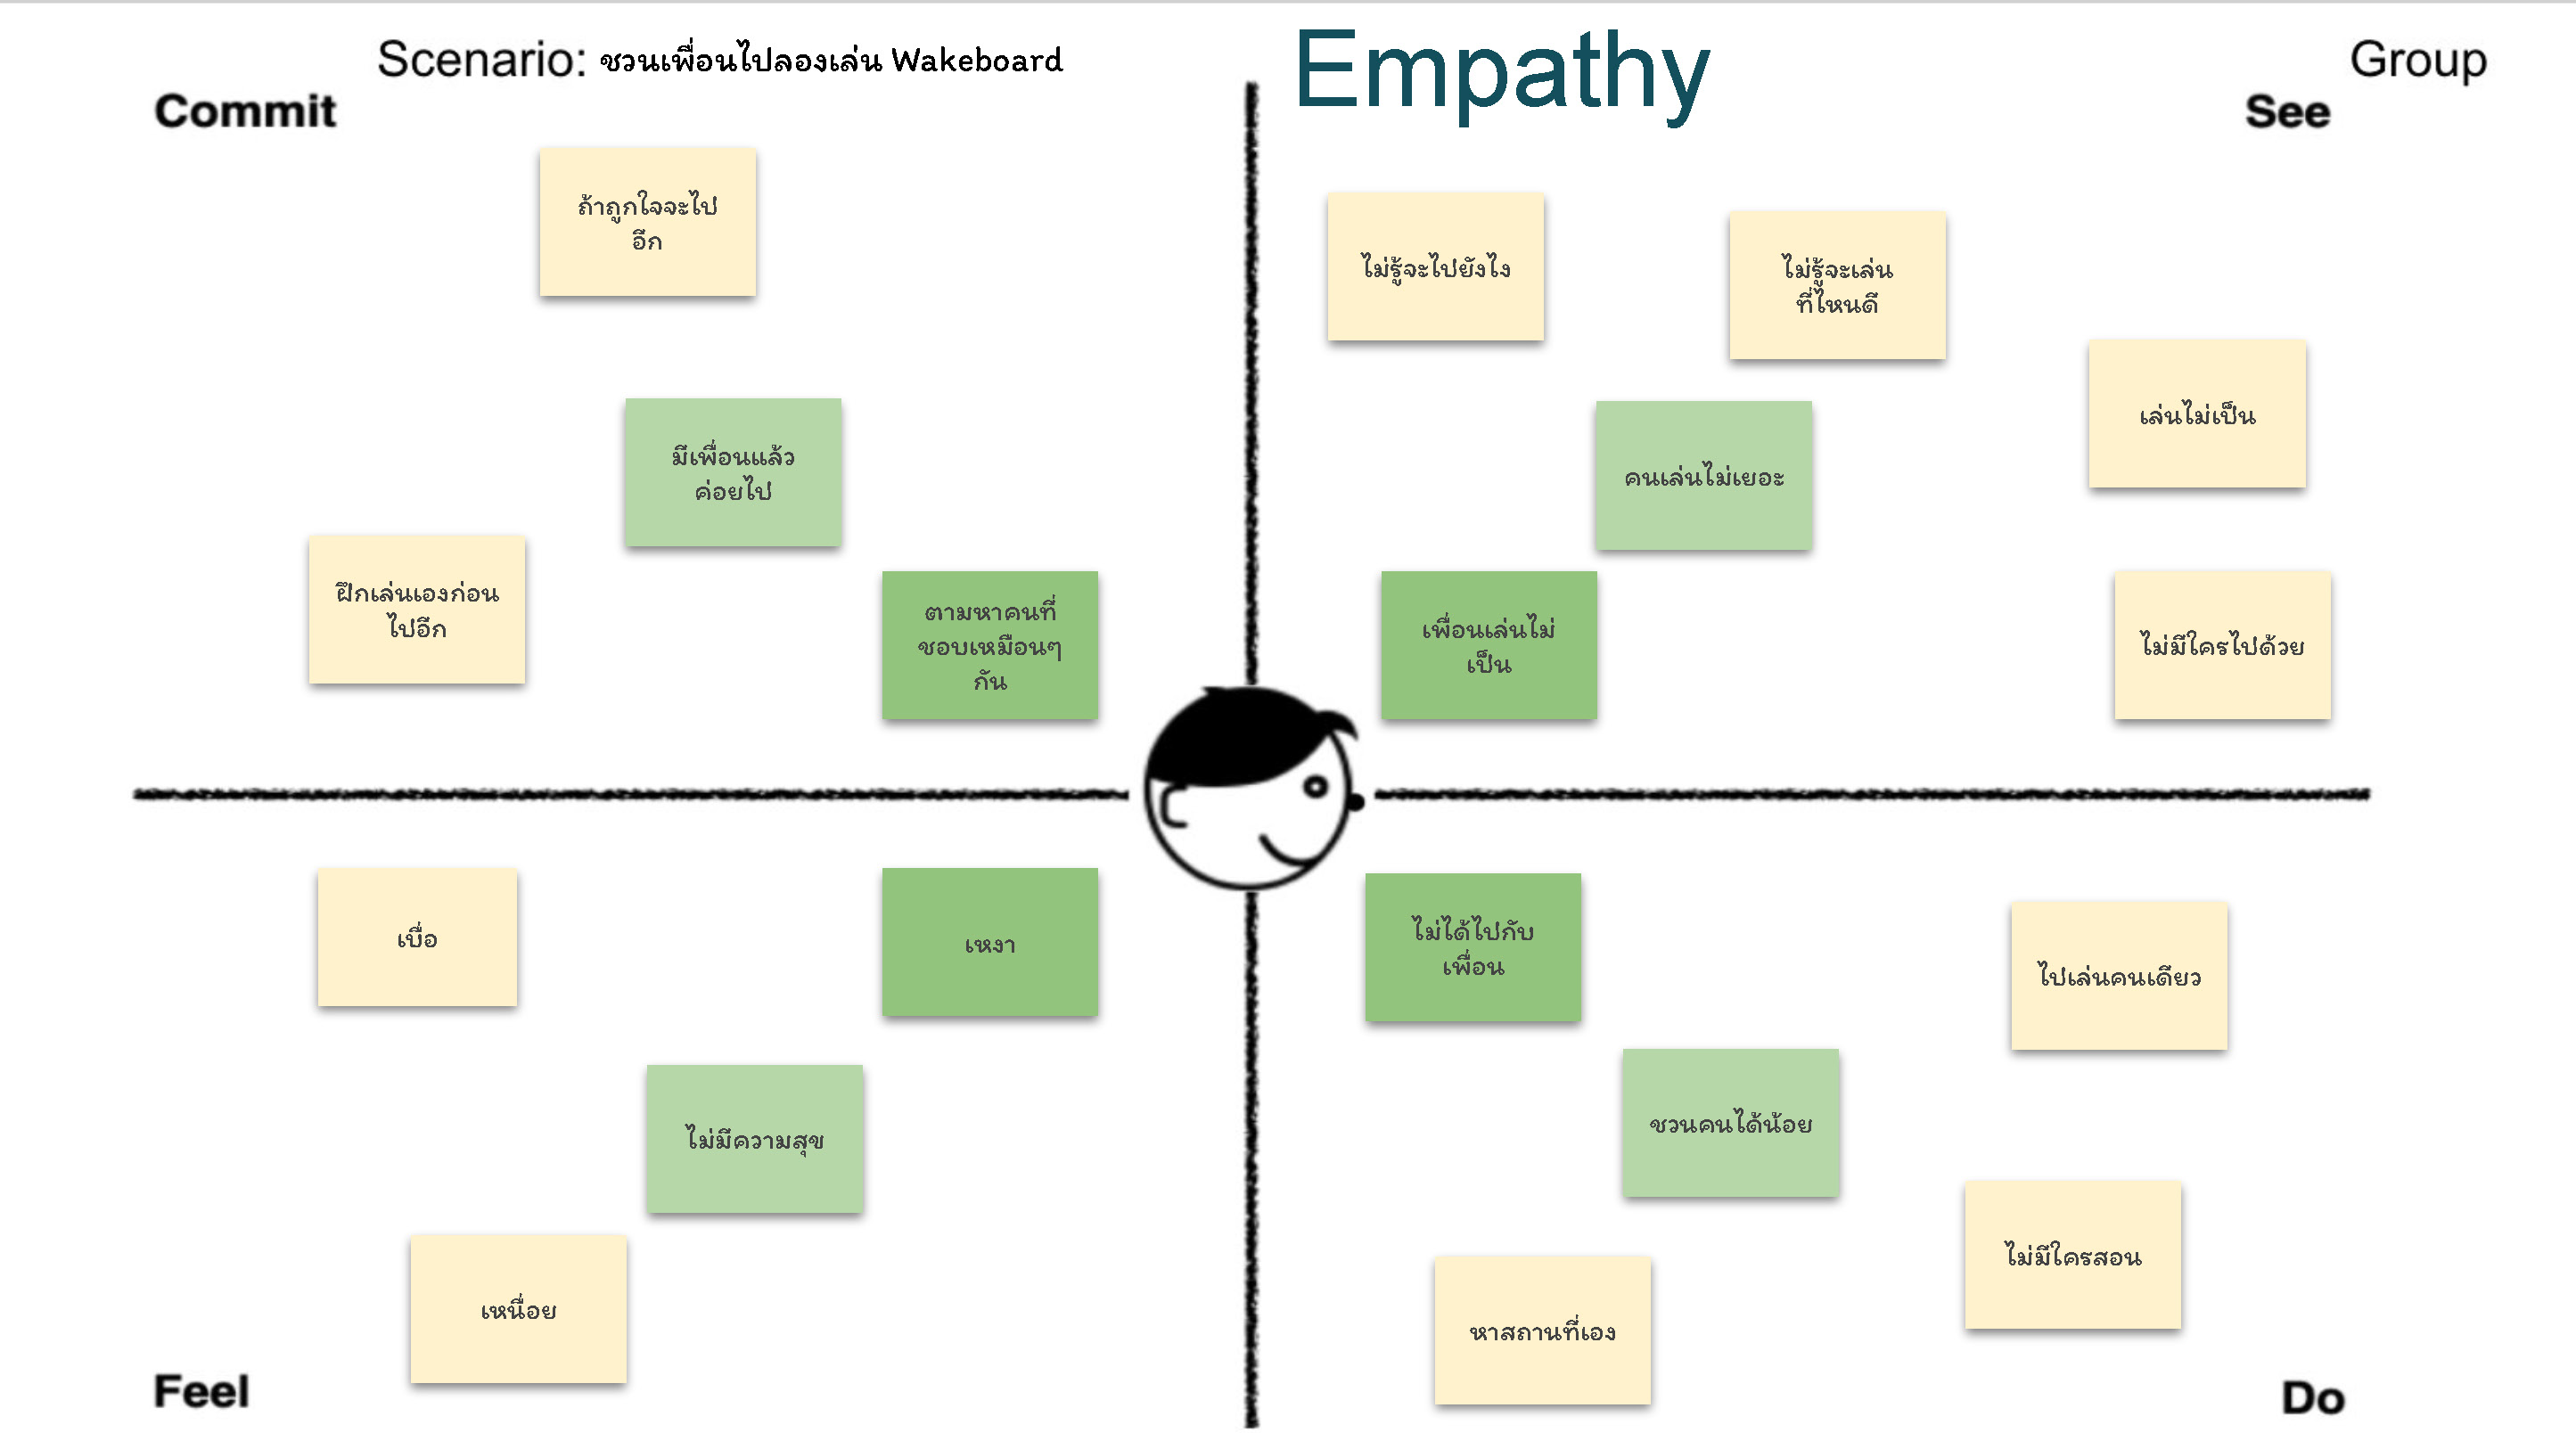 Scenario: ชวนเพื่อนไปลองเล่น Wakeboard
Empathy
Group
Commit
See
ถ้าถูกใจจะไป
อีก
มีเพื่อนแล้ว
ค่อยไป
ฝึกเล่นเองก่อน
ไปอีก
ตามหาคนที่
ชอบเหมือนๆ
กัน
ไม่รู้จะไปยังไง
ไม่รู้จะเล่น
ที่ไหนดี
เล่นไม่เป็น
คนเล่นไม่เยอะ
เพื่อนเล่นไม่
เป็น
ไม่มีใครไปด้วย
เบื่อ
เหงา
ไม่มีความสุข
เหนื่อย
Feel
ไม่ได้ไปกับ
เพื่อน
ไปเล่นคนเดียว
ชวนคนได้น้อย
ไม่มีใครสอน
หาสถานที่เอง
Do